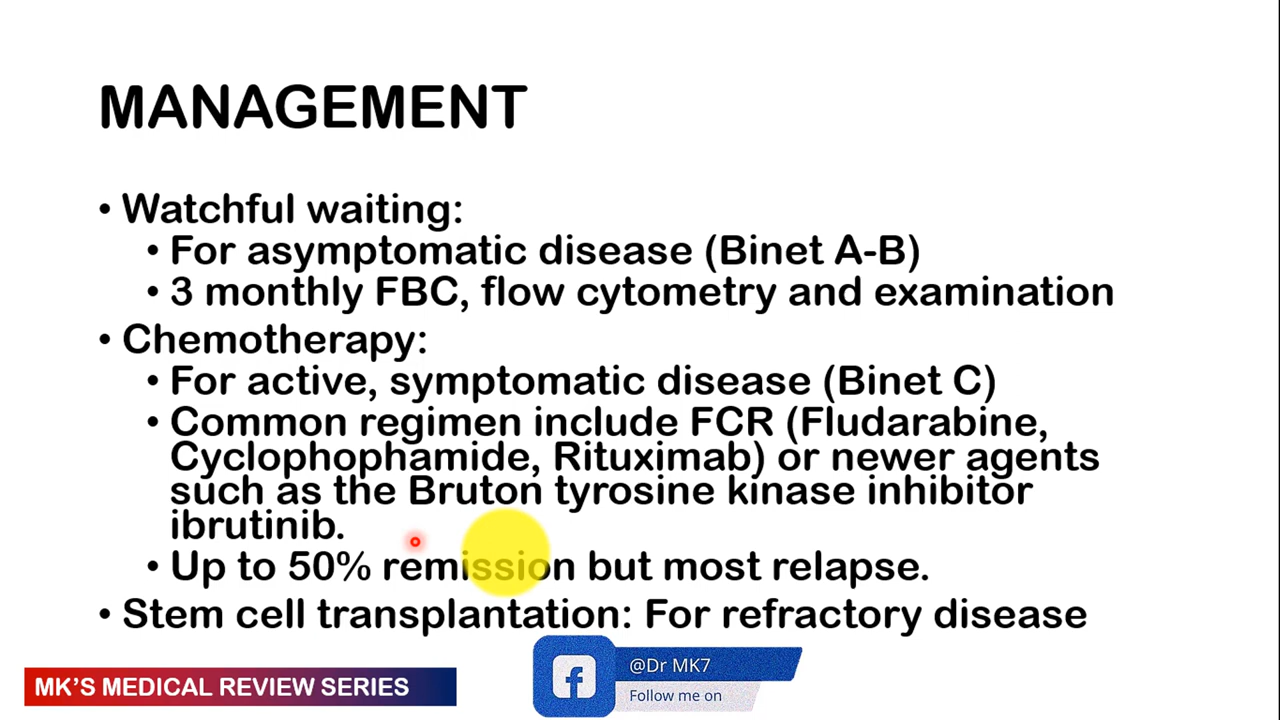 MANAGEMENT
• Watchful waiting:
• For asymptomatic disease (Binet A-B)
• 3 monthly FBC, flow cytometry and examination
• Chemotherapy:
• For active, symptomatic disease (Binet C)
• Common regimen include FCR (Fludarabine,
Cyclophophamide, Rituximab) or newer agents
such as the Bruton tyrosine kinase inhibitor
ibrutinib.
• Up to 50% remission but most relapse.
• Stem cell transplantation: For refractory disease
@Dr MK7
Follow me on
MK'S MEDICAL REVIEW SERIES